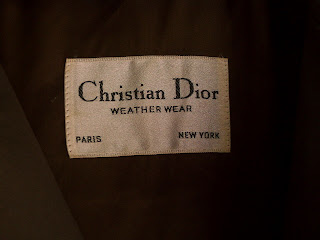 Christian Dior
WEATHER WEAR
PARIS NEW YORK